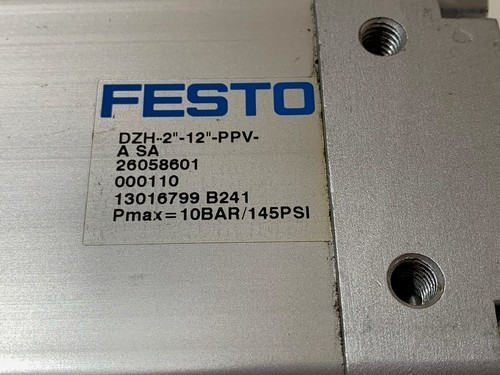 FESTO
DZH-2"-12"-PPV-
A SA
26058601
000110
13016799 B241
Pmax=10BAR/145PSI